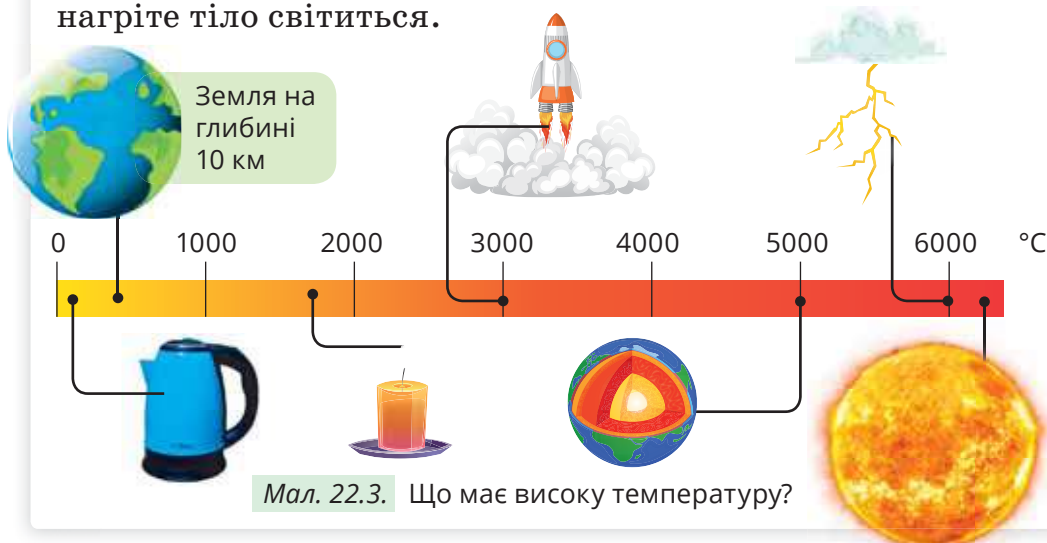 нагріте тіло світиться.
Земля на
глибині
10 км
0 1000 2000 3000 4000 5000 6000 °C
Мал. 22.3. Що має високу температуру?